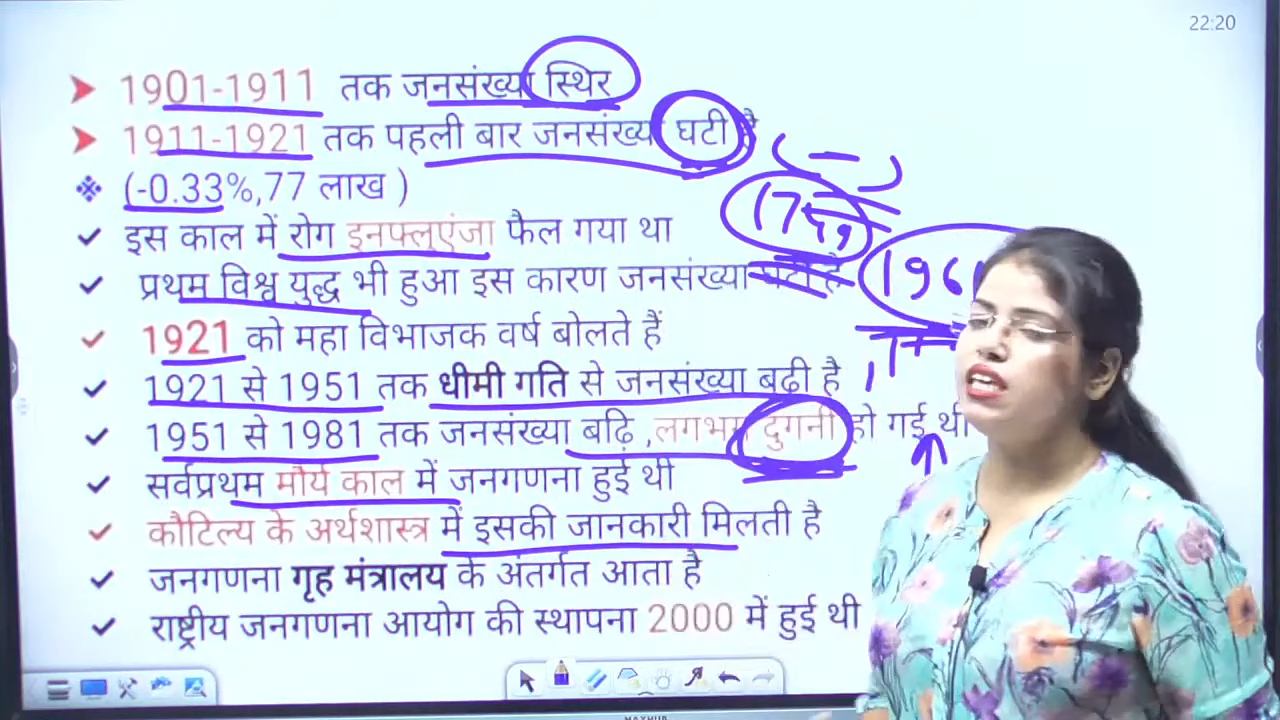 22:20
1901-1911 तक जनसंख्या स्थिर
1911-1921 तक पहली बार जनसंख्या घटी है
(-0.33%,77 लाख )
इस काल में रोग इनफ्लूएंजा फैल गया था
प्रथम विश्व युद्ध भी हुआ इस कारण जनसंख्या घटी है
1921 को महा विभाजक वर्ष बोलते हैं
1921 से 1951 तक धीमी गति से जनसंख्या बढ़ी है
1951 से 1981 तक जनसंख्या बढ़ि ,लगभग दुगनी हो गई थी
सर्वप्रथम मौर्य काल में जनगणना हुई थी
कौटिल्य के अर्थशास्त्र में इसकी जानकारी मिलती है
जनगणना गृह मंत्रालय के अंतर्गत आता है
राष्ट्रीय जनगणना आयोग की स्थापना 2000 में हुई थी
MAXHUB